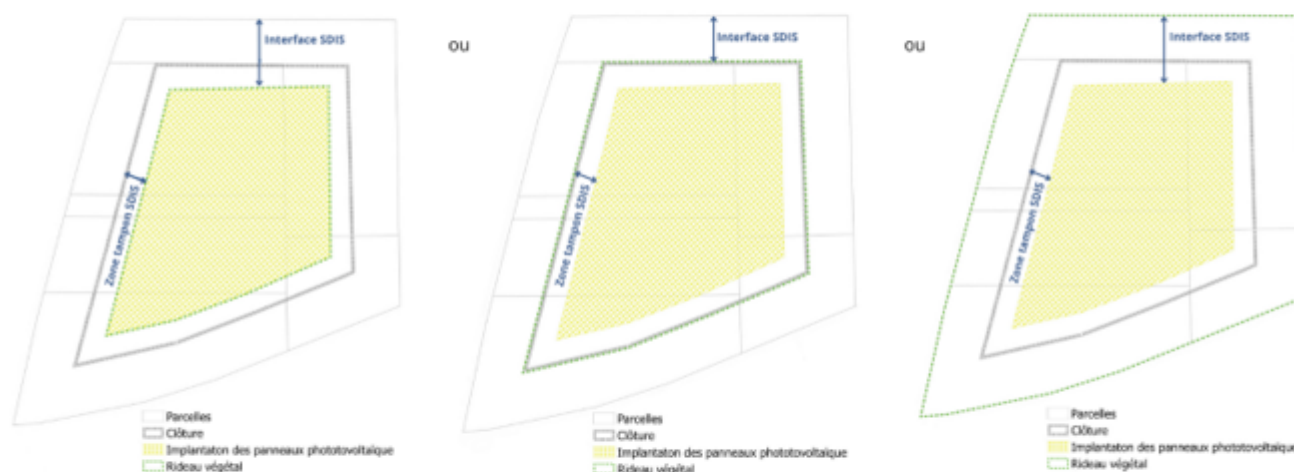 Interface SDIS
Zone tampon SDIS
Parcelles
Clôture
Implantaton des panneaux phototovoltaïque
Rideau végétal
ou
Interface SDIS
Zone tampon SDIS
Parcelles
Clôture
Implantaton des panneaux phototovoltaïque
Rideau végétal
ou
Interface SDIS
Zone tampon SDIS
Parcelles
Clôture
Implantaton des panneaux phototovoltaïque
Rideau végétal